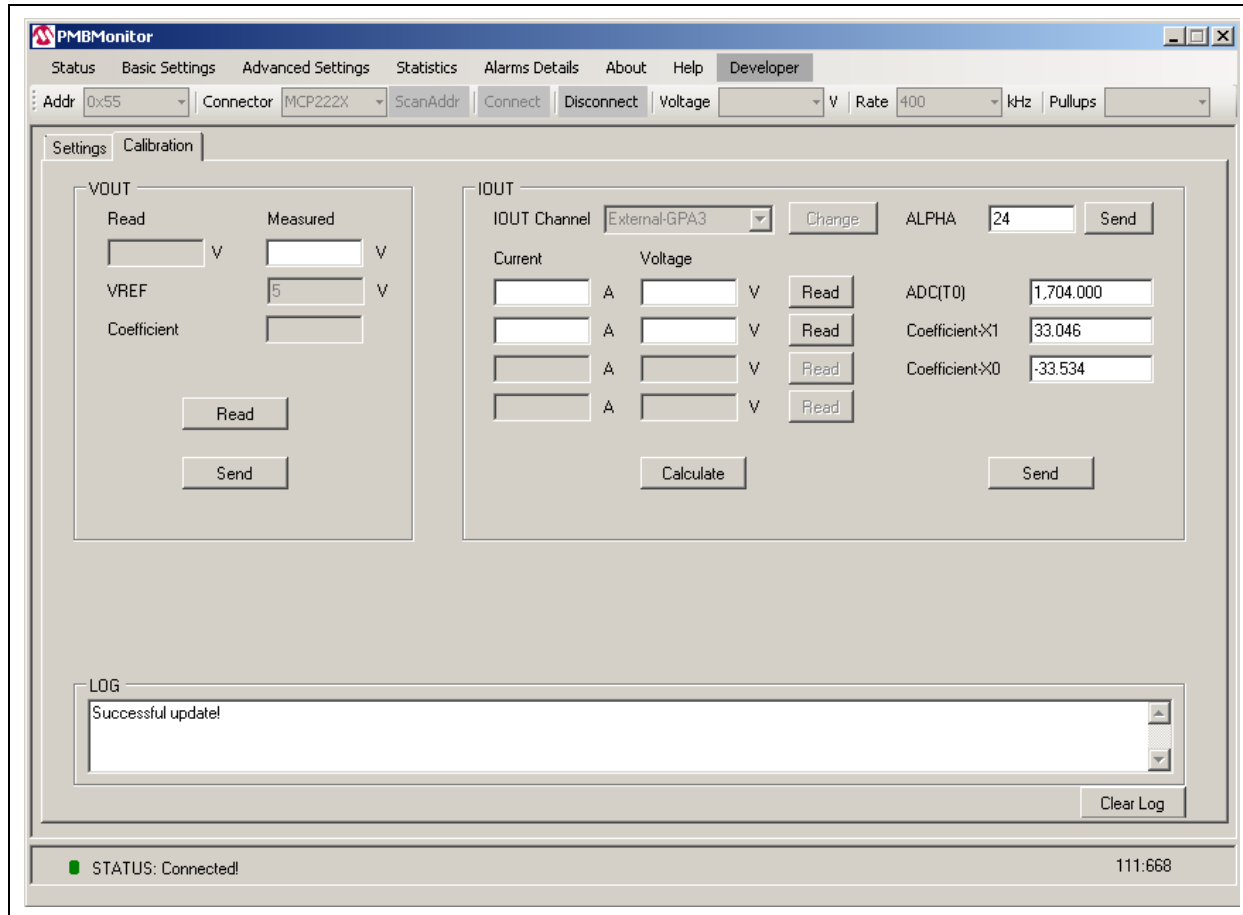 PMBMonitor
Status Basic Settings Advanced Settings Statistics Alarms Details About Help Developer
Addr 0x55 Connector MCP222X ScanAddr Connect Disconnect Voltage V Rate 400 kHz Pullups
Settings Calibration
VOUT
Read Measured
V V
VREF 5 V
Coefficient
Read
Send
IOUT
IOUT Channel External-GPA3 Change ALPHA 24 Send
Current Voltage
A V Read ADC(T0) 1,704.000
A V Read Coefficient-X1 33.046
A V Read Coefficient-X0 -33.534
A V Read
Calculate Send
LOG
Successful update!
Clear Log
STATUS: Connected! 111:668